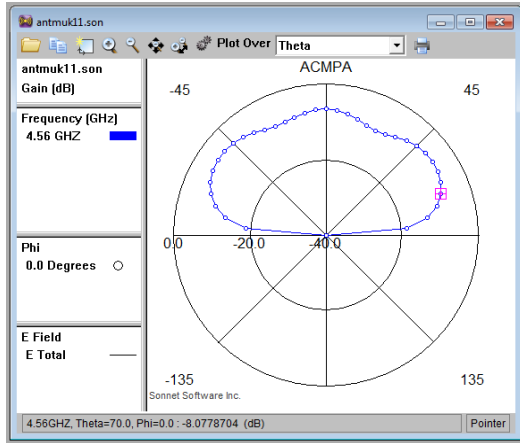 antmuk11.son
Plot Over Theta
antmuk11.son
Gain (dB)
Frequency (GHz)
4.56 GHZ
Phi
0.0 Degrees
E Field
E Total
ACMPA
-45
45
0.0
-20.0
-40.0
-135
135
Sonnet Software Inc.
4.56GHZ, Theta=70.0, Phi=0.0 : -8.0778704 (dB)
Pointer